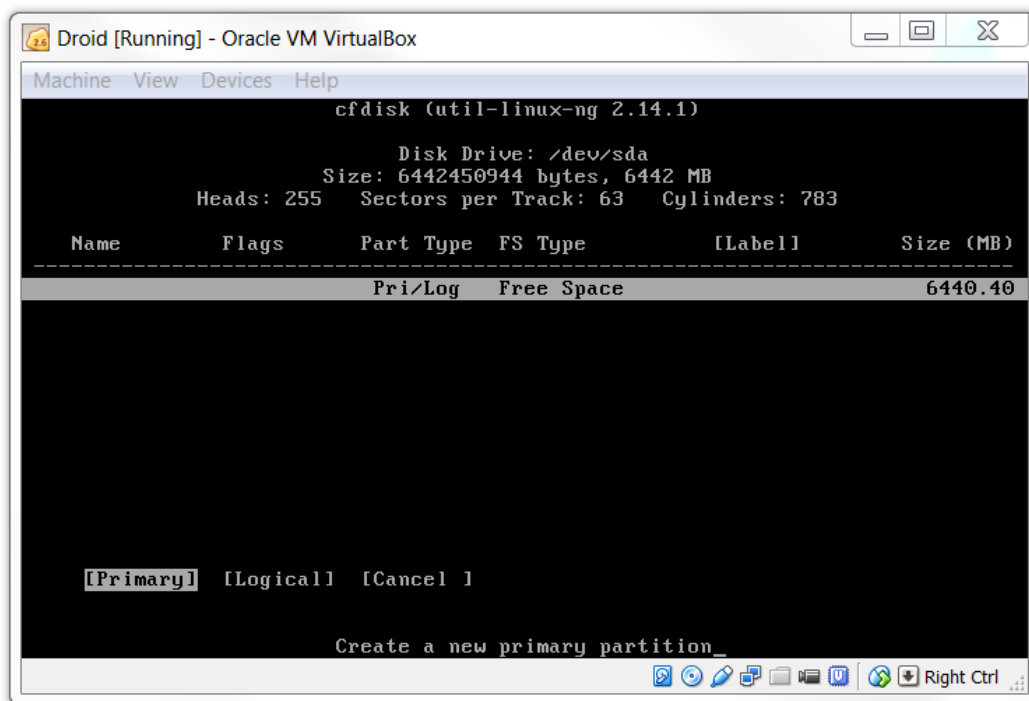 Droid [Running] - Oracle VM VirtualBox
Machine View Devices Help
cfdisk (util-linux-ng 2.14.1)
Disk Drive: /dev/sda
Size: 6442450944 bytes, 6442 MB
Heads: 255 Sectors per Track: 63 Cylinders: 783
Name Flags Part Type FS Type [Label] Size (MB)
Pri/Log Free Space 6440.40
[Primary] [Logical] [Cancel ]
Create a new primary partition_
Right Ctrl